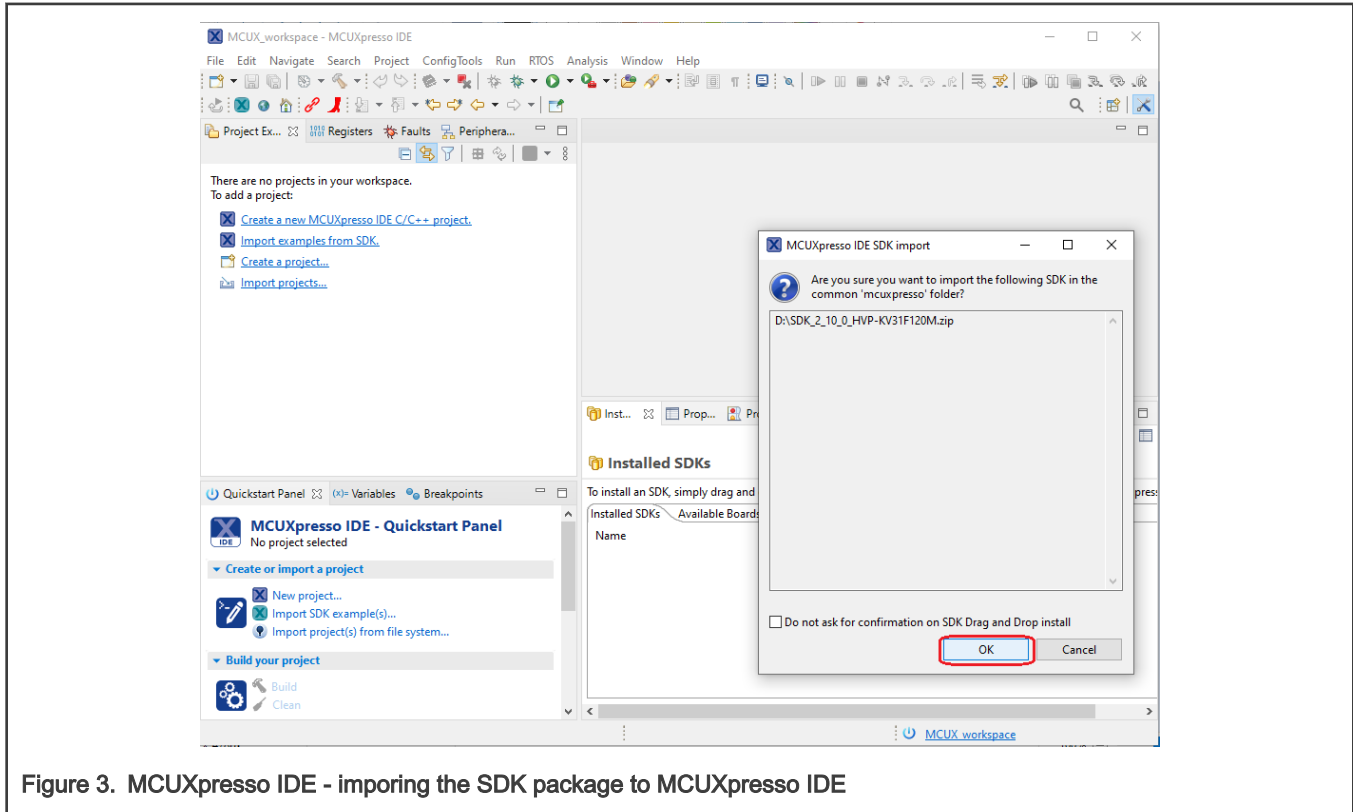 MCUX_workspace - MCUXpresso IDE
File Edit Navigate Search Project ConfigTools Run RTOS Analysis Window Help
Project Ex... Registers Faults Periphera...
There are no projects in your workspace.
To add a project:
Create a new MCUXpresso IDE C/C++ project.
Import examples from SDK.
Create a project...
Import projects...
MCUXpresso IDE SDK import
Are you sure you want to import the following SDK in the
common 'mcuxpresso' folder?
D:\SDK_2_10_0_HVP-KV31F120M.zip
Do not ask for confirmation on SDK Drag and Drop install
OK Cancel
Inst... Prop... Pr
Installed SDKs
To install an SDK, simply drag and
Installed SDKs Available Boards
Name
Quickstart Panel (x)= Variables Breakpoints
IDE
MCUXpresso IDE - Quickstart Panel
No project selected
Create or import a project
New project...
Import SDK example(s)...
Import project(s) from file system...
Build your project
Build
Clean
MCUX_workspace
Figure 3. MCUXpresso IDE - imporing the SDK package to MCUXpresso IDE